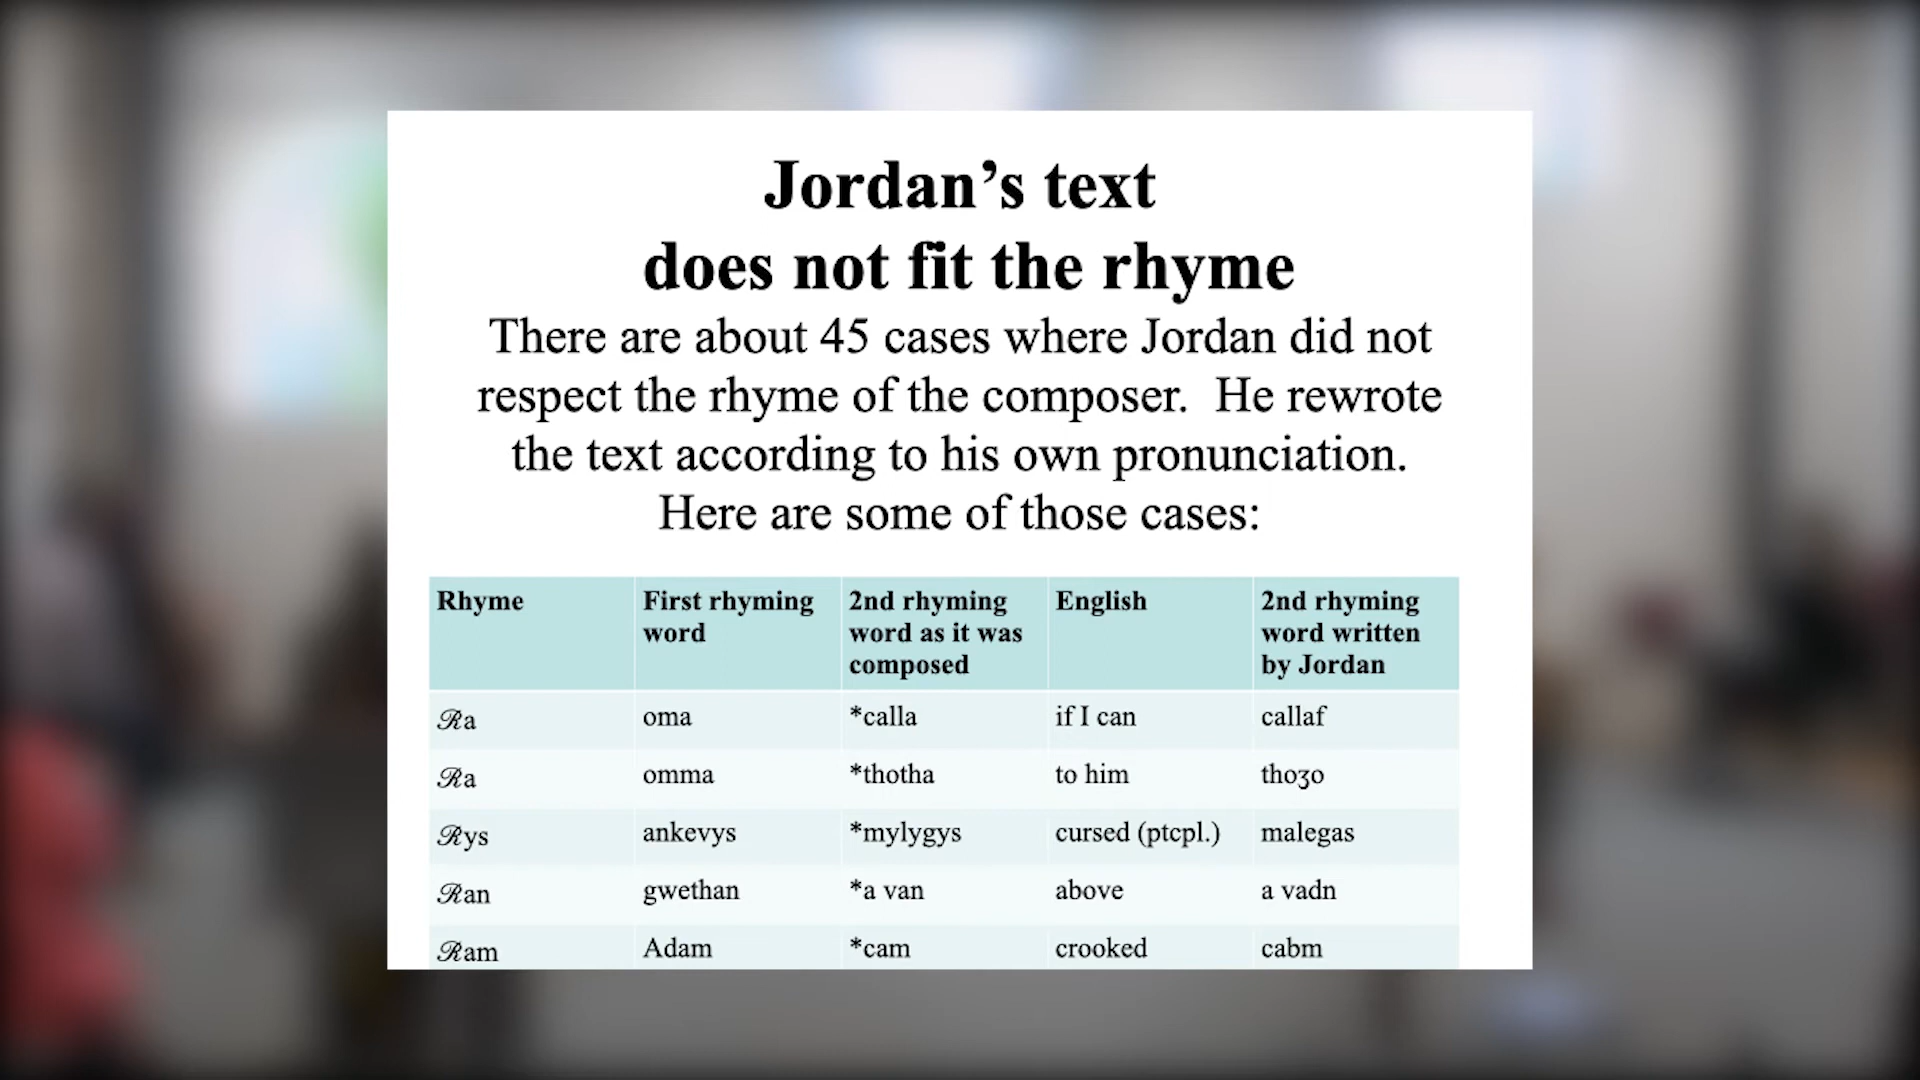 Jordan’s text
does not fit the rhyme
There are about 45 cases where Jordan did not
respect the rhyme of the composer.  He rewrote
the text according to his own pronunciation.
Here are some of those cases:
Rhyme First rhyming word 2nd rhyming word as it was composed English 2nd rhyming word written by Jordan
ℛa oma *calla if I can callaf
ℛa omma *thotha to him thoȝo
ℛys ankevys *mylygys cursed (ptcpl.) malegas
ℛan gwethan *a van above a vadn
ℛam Adam *cam crooked cabm